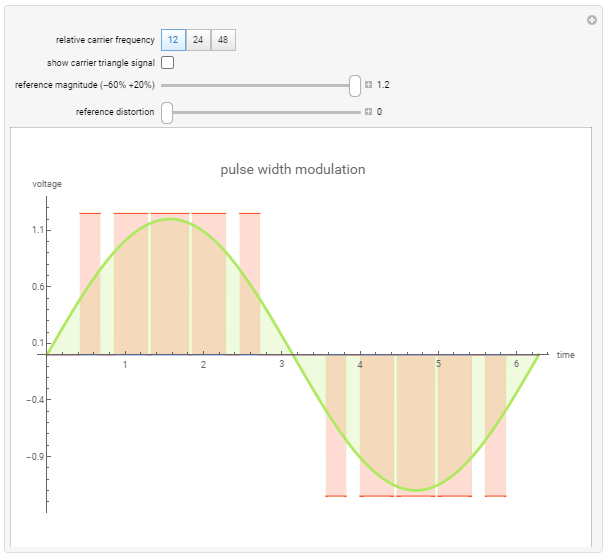 relative carrier frequency 12 24 48
show carrier triangle signal
reference magnitude (−60% +20%) 1.2
reference distortion 0
pulse width modulation
voltage
1.1
0.6
0.1
time
1 2 3 4 5 6
−0.4
−0.9